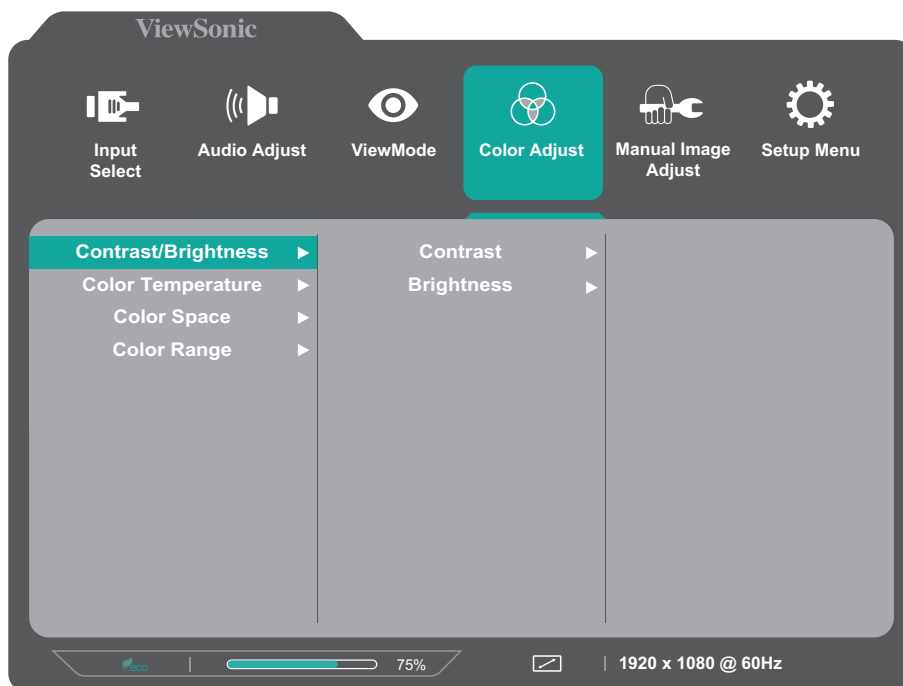 ViewSonic
Input
Select
Audio Adjust
ViewMode
Color Adjust
Manual Image
Adjust
Setup Menu
Contrast/Brightness
Color Temperature
Color Space
Color Range
Contrast
Brightness
eco
75%
1920 x 1080 @ 60Hz